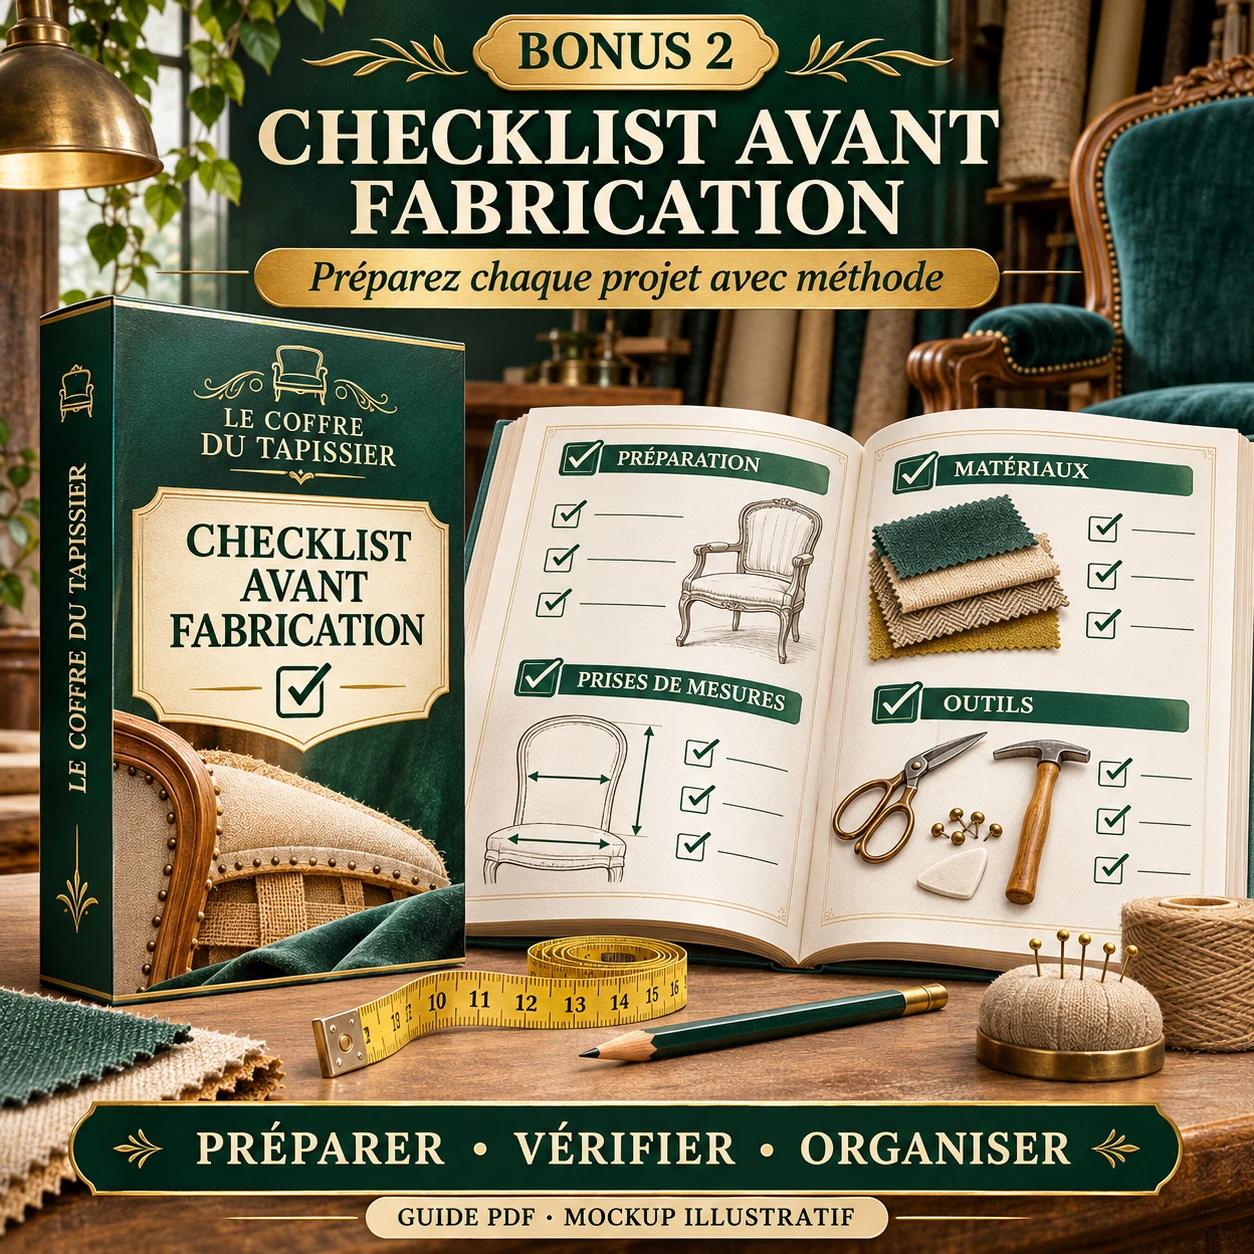 BONUS 2
CHECKLIST AVANT
FABRICATION
Préparez chaque projet avec méthode
LE COFFRE DU TAPISSIER
LE COFFRE
DU TAPISSIER
CHECKLIST
AVANT
FABRICATION
PRÉPARATION
PRISES DE MESURES
MATÉRIAUX
OUTILS
10 11 12 13 14 15 16
PRÉPARER • VÉRIFIER • ORGANISER
GUIDE PDF · MOCKUP ILLUSTRATIF